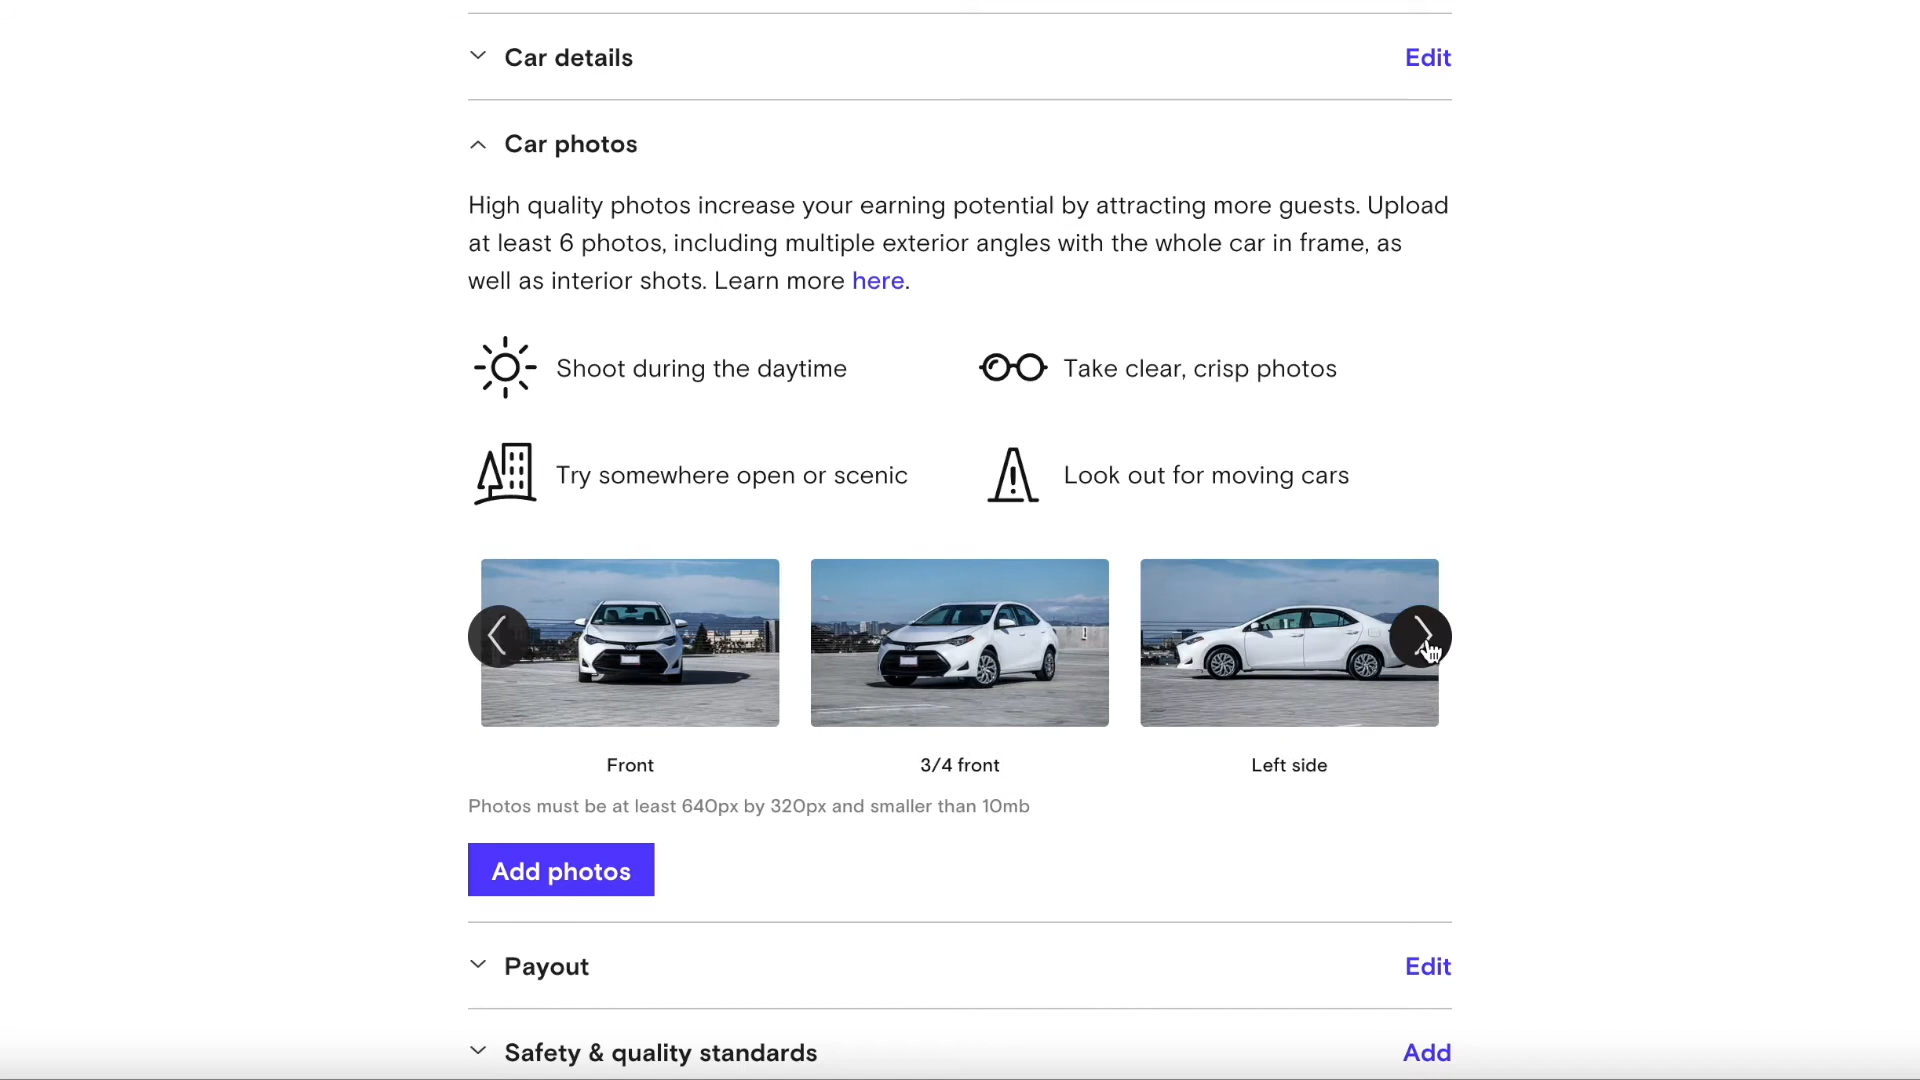 Car details
Edit
Car photos
High quality photos increase your earning potential by attracting more guests. Upload
at least 6 photos, including multiple exterior angles with the whole car in frame, as
well as interior shots. Learn more here.
Shoot during the daytime
Take clear, crisp photos
Try somewhere open or scenic
Look out for moving cars
Front
3/4 front
Left side
Photos must be at least 640px by 320px and smaller than 10mb
Add photos
Payout
Edit
Safety & quality standards
Add